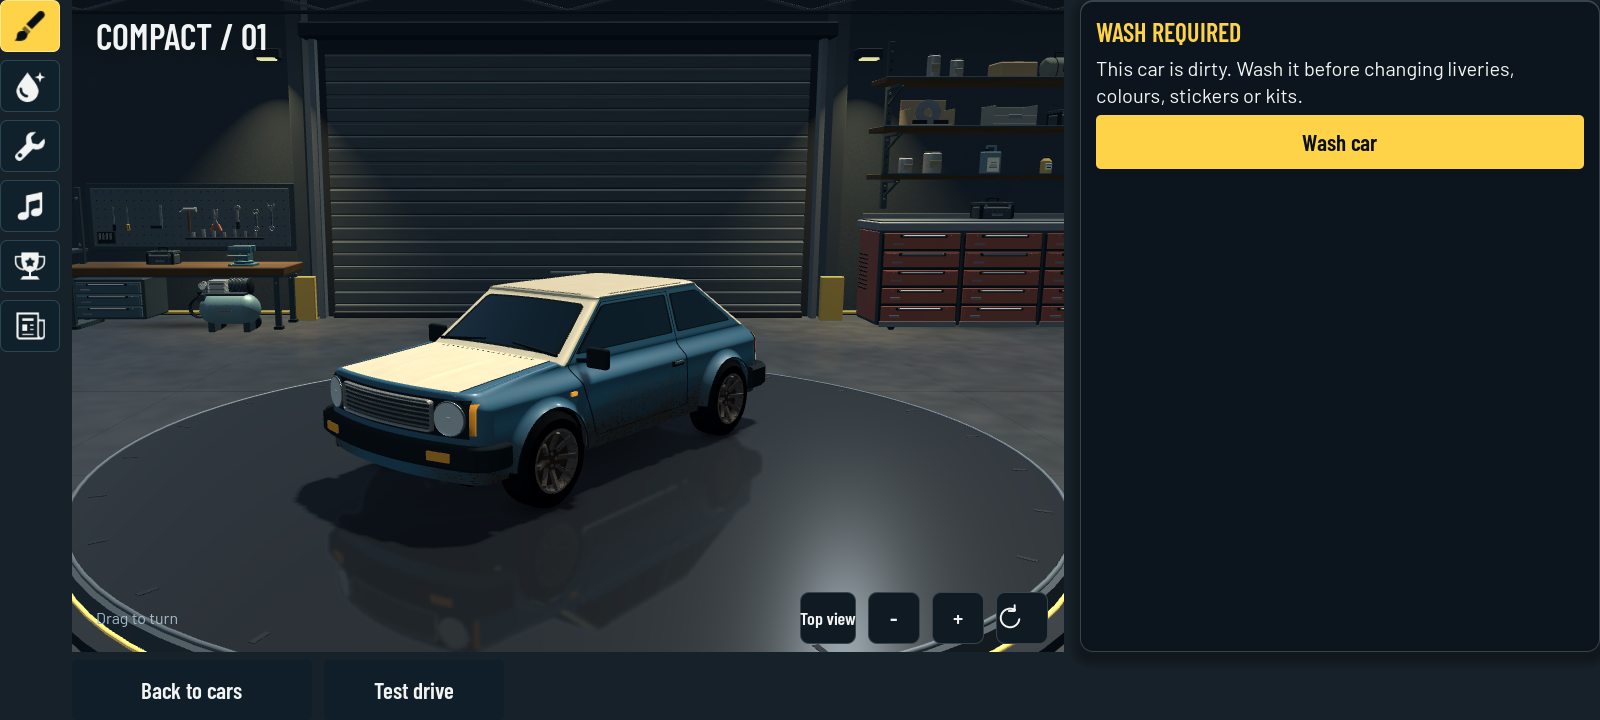 COMPACT / 01
WASH REQUIRED
This car is dirty. Wash it before changing liveries,
colours, stickers or kits.
Wash car
Drag to turn
Top view
-
+
Back to cars
Test drive